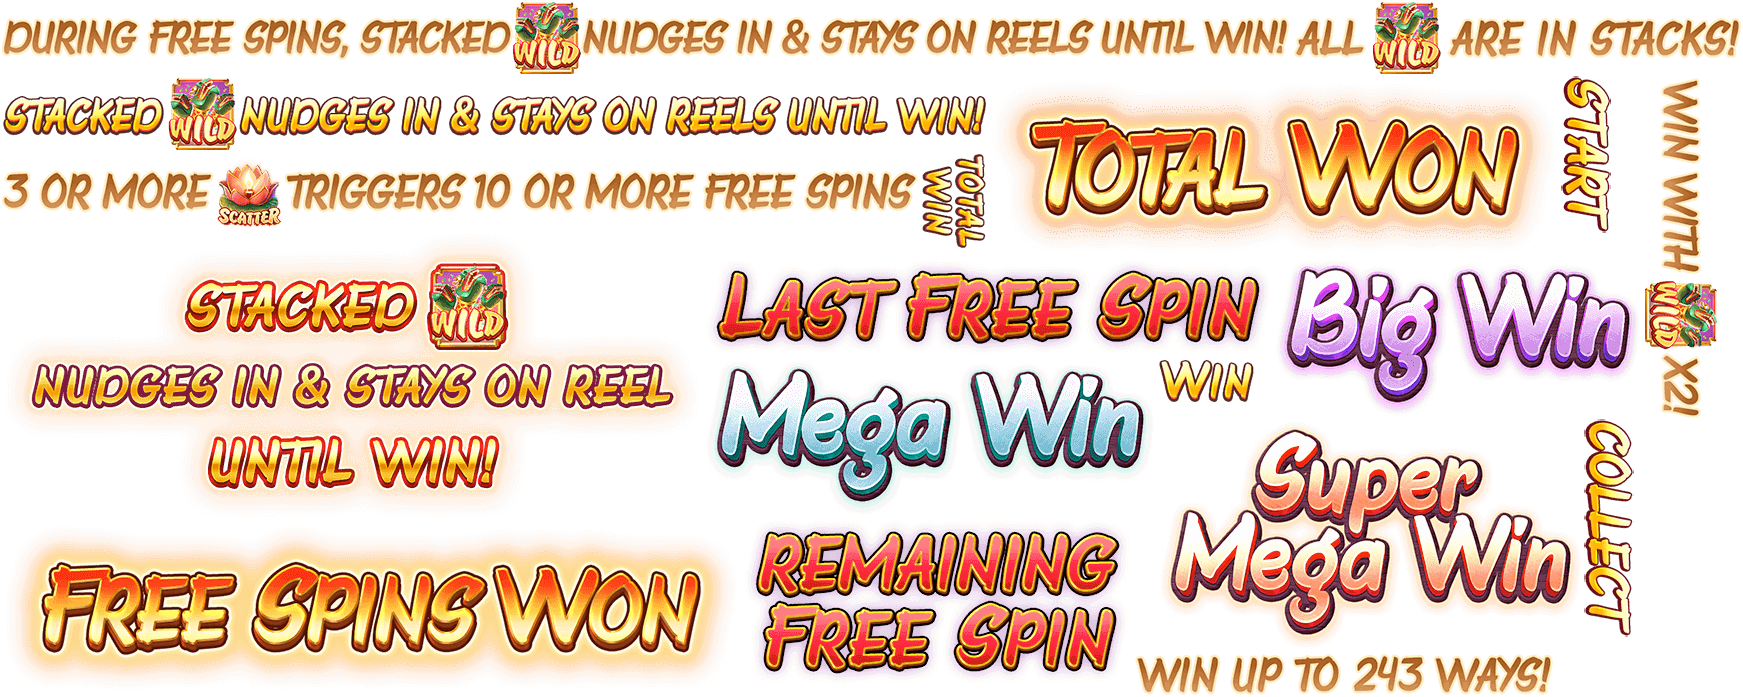 DURING FREE SPINS, STACKED WILD NUDGES IN & STAYS ON REELS UNTIL WIN! ALL WILD ARE IN STACKS!
STACKED WILD NUDGES IN & STAYS ON REELS UNTIL WIN!
3 OR MORE SCATTER TRIGGERS 10 OR MORE FREE SPINS
TOTAL
WIN
TOTAL WON
START
WIN WITH WILD X2!
STACKED WILD
NUDGES IN & STAYS ON REEL
UNTIL WIN!
LAST FREE SPIN
Big Win
WIN
Mega Win
Super
Mega Win
COLLECT
FREE SPINS WON
REMAINING
FREE SPIN
WIN UP TO 243 WAYS!